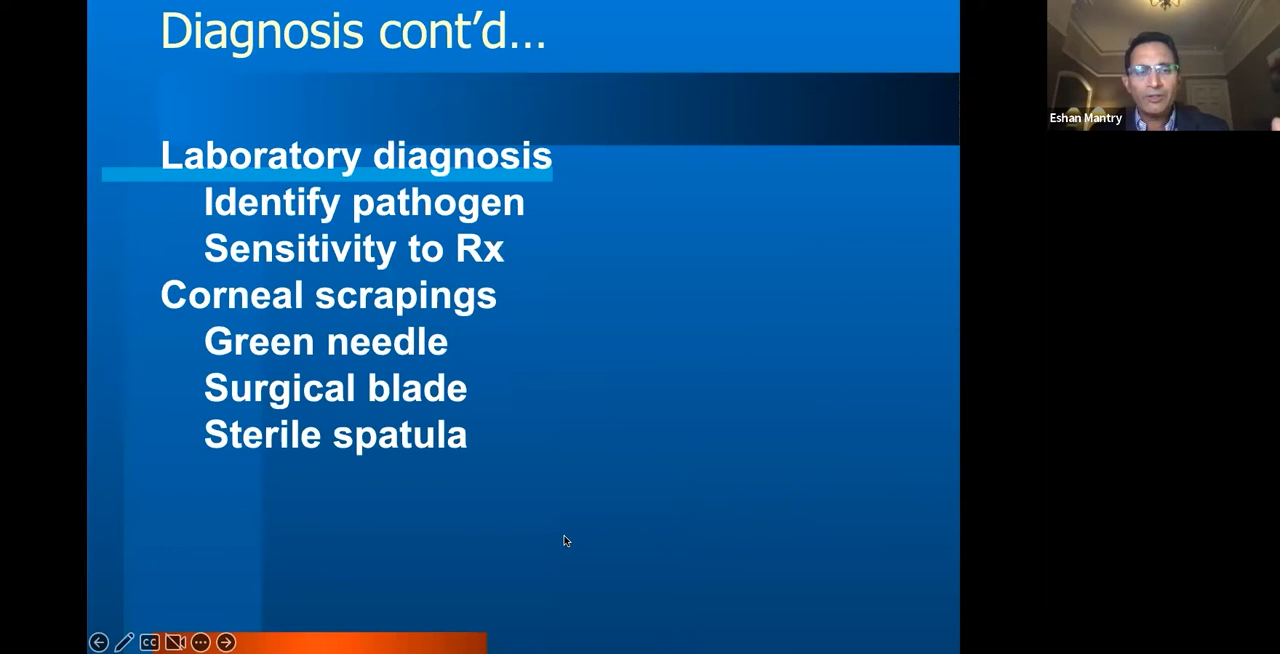 Diagnosis cont’d...
Laboratory diagnosis
Identify pathogen
Sensitivity to Rx
Corneal scrapings
Green needle
Surgical blade
Sterile spatula
Eshan Mantry
CC